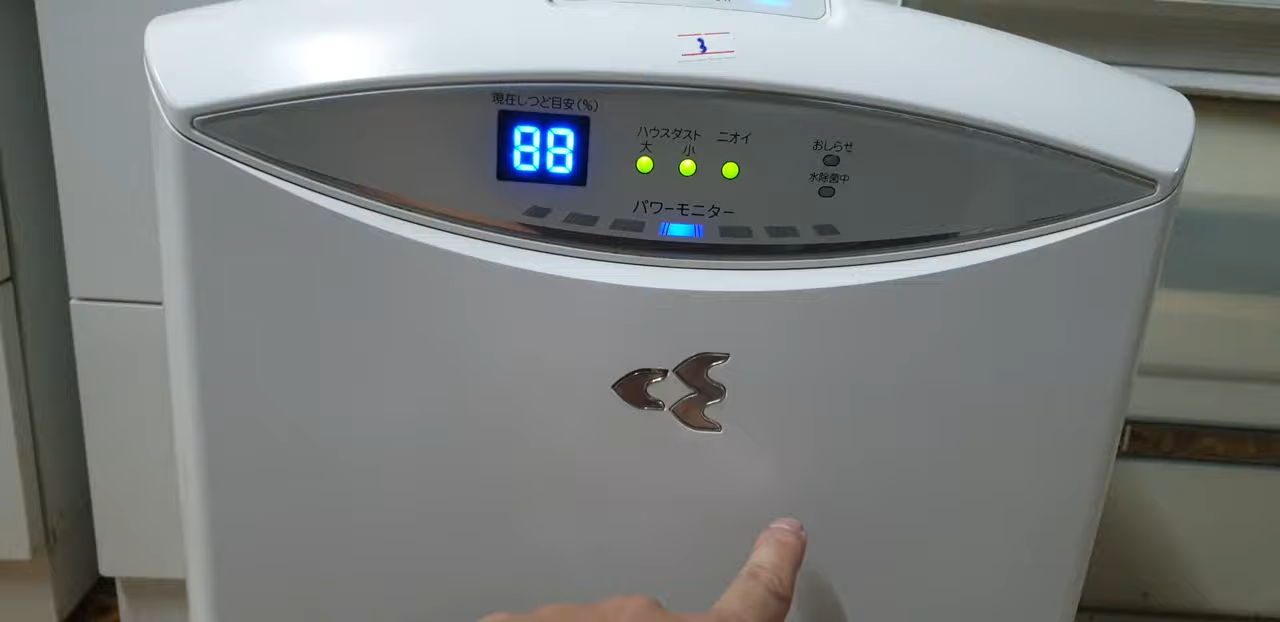 3
現在しつど目安(%)
88
ハウスダスト
大
小
ニオイ
おしらせ
水除菌中
パワーモニター